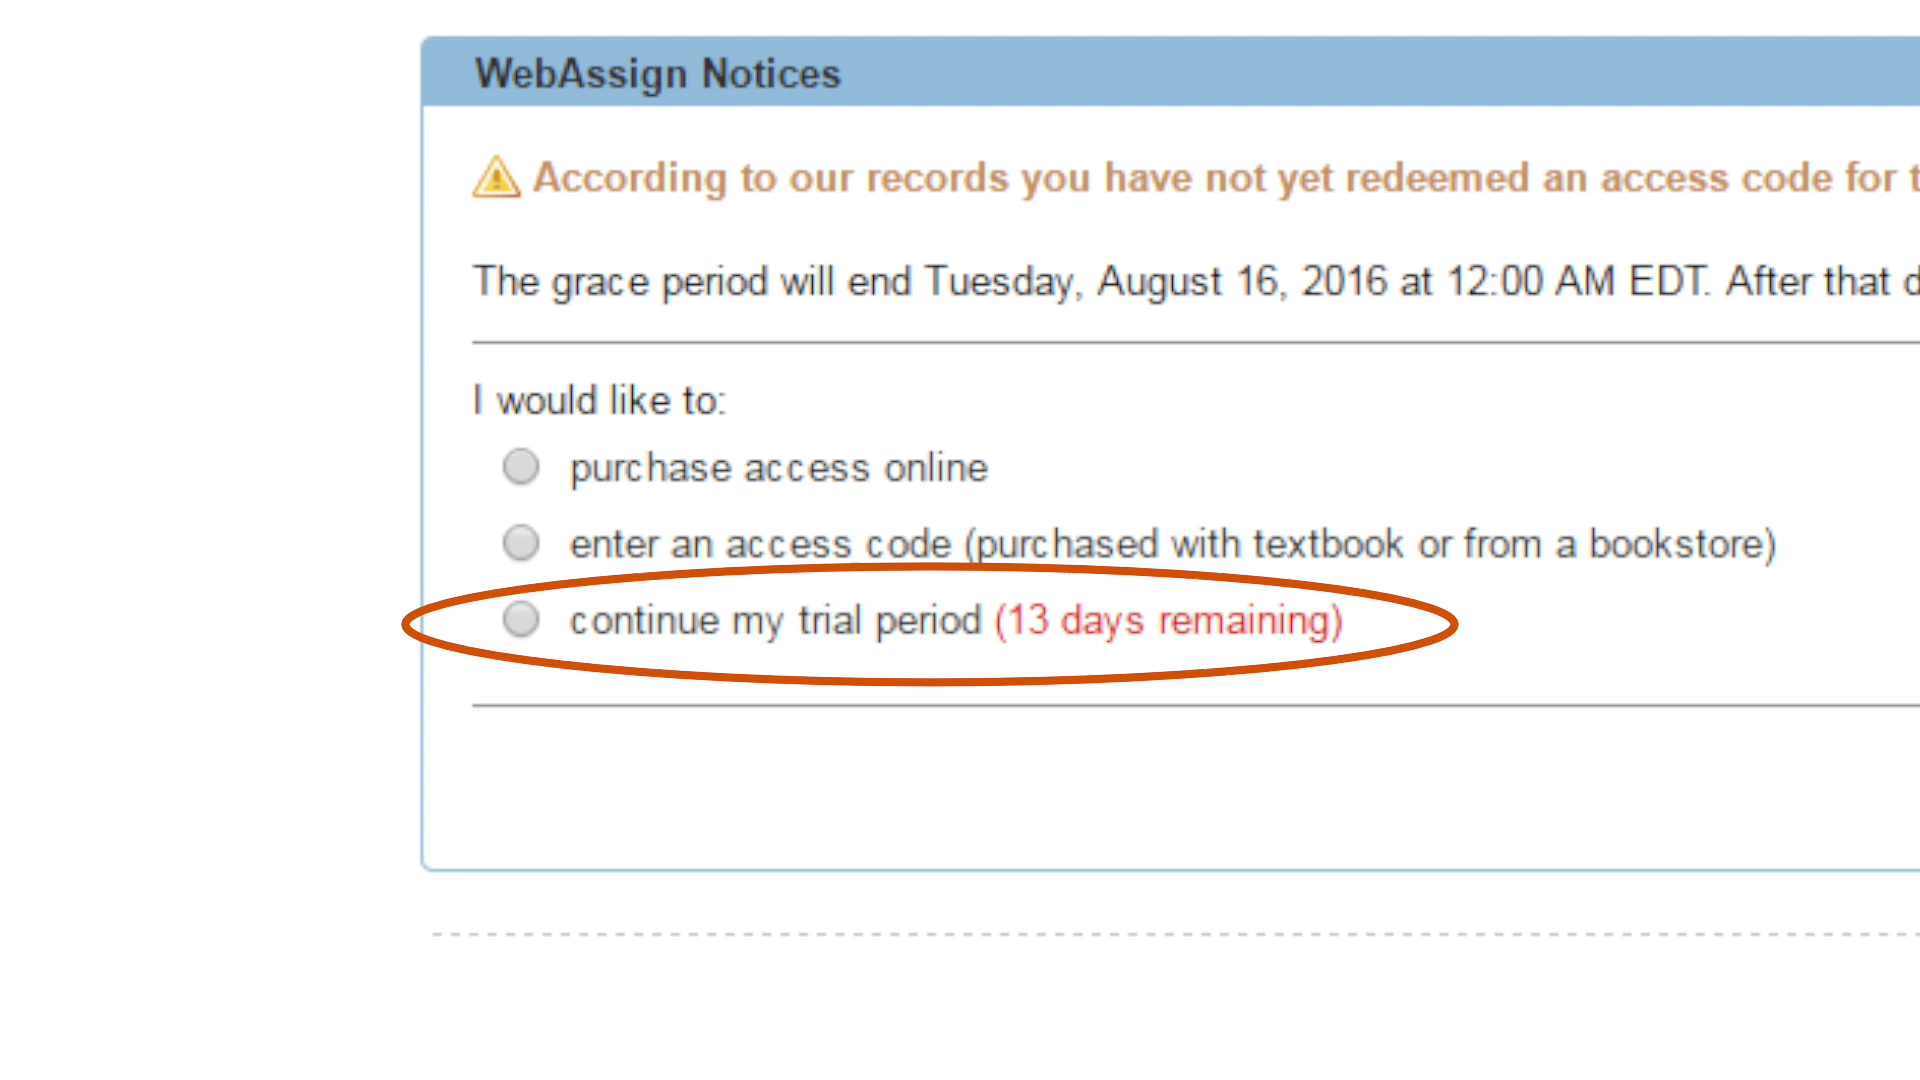 WebAssign Notices
According to our records you have not yet redeemed an access code for
The grace period will end Tuesday, August 16, 2016 at 12:00 AM EDT. After that
I would like to:
purchase access online
enter an access code (purchased with textbook or from a bookstore)
continue my trial period (13 days remaining)